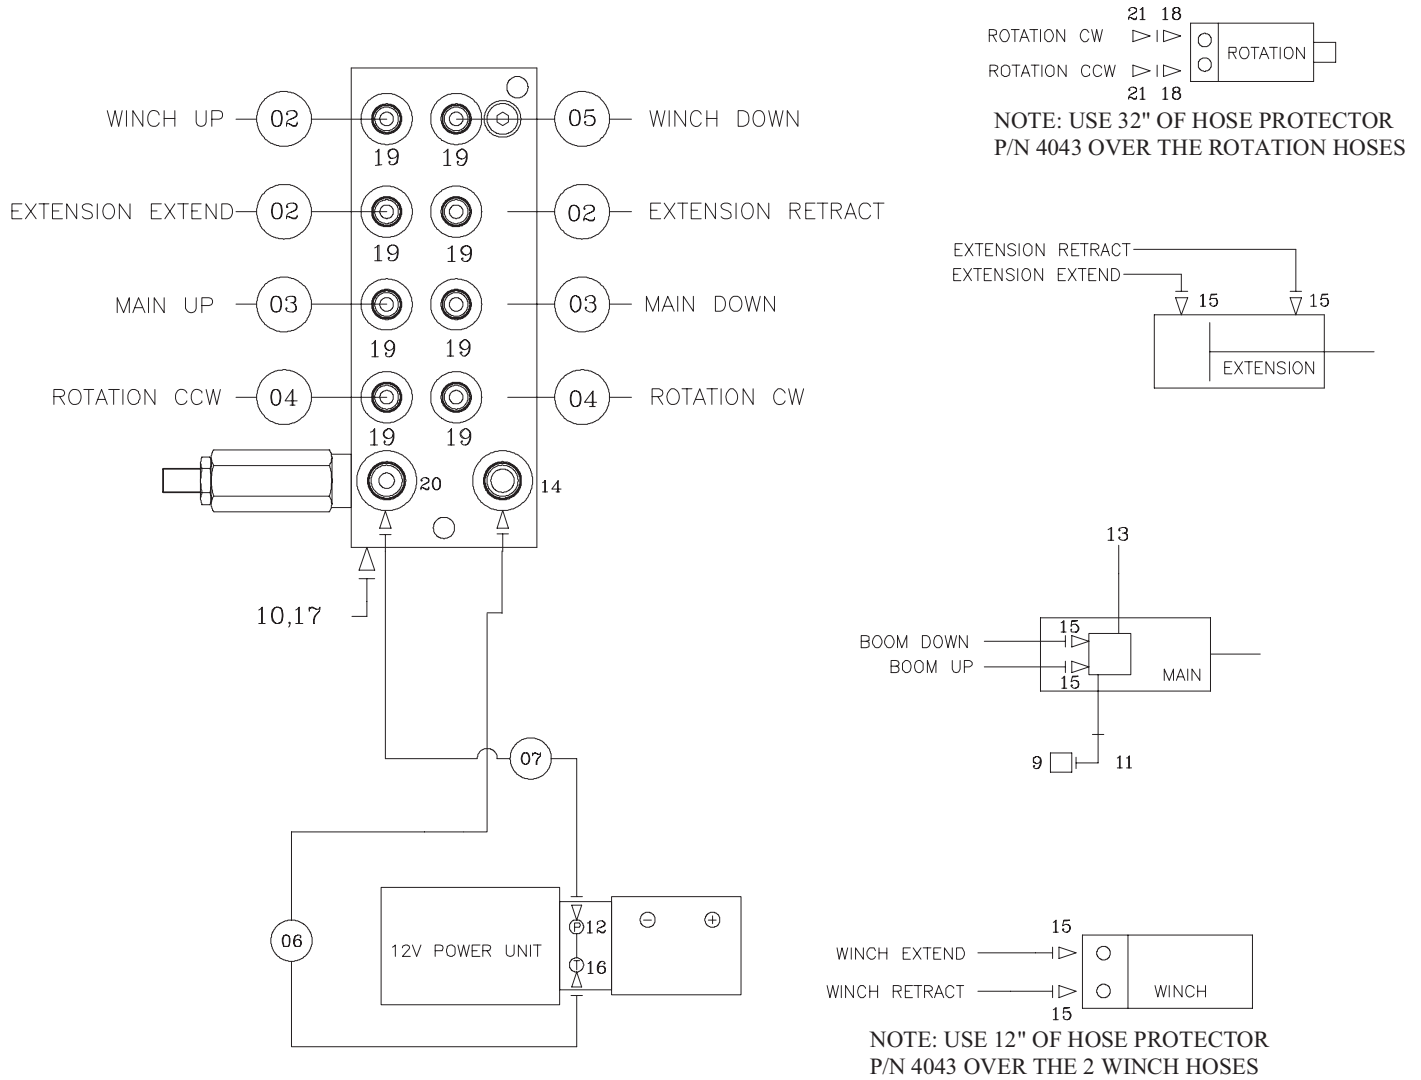 21 18
ROTATION CW
ROTATION
ROTATION CCW
21 18
NOTE: USE 32" OF HOSE PROTECTOR
P/N 4043 OVER THE ROTATION HOSES
WINCH UP 02 05 WINCH DOWN
19 19
EXTENSION EXTEND 02 02 EXTENSION RETRACT
19 19
MAIN UP 03 03 MAIN DOWN
19 19
ROTATION CCW 04 04 ROTATION CW
19 19
20 14
10,17
EXTENSION RETRACT
EXTENSION EXTEND
15 15
EXTENSION
13
15
BOOM DOWN
BOOM UP
15
MAIN
9 11
07
06
12V POWER UNIT
P 12
T 16
- +
15
WINCH EXTEND
WINCH RETRACT
WINCH
15
NOTE: USE 12" OF HOSE PROTECTOR
P/N 4043 OVER THE 2 WINCH HOSES